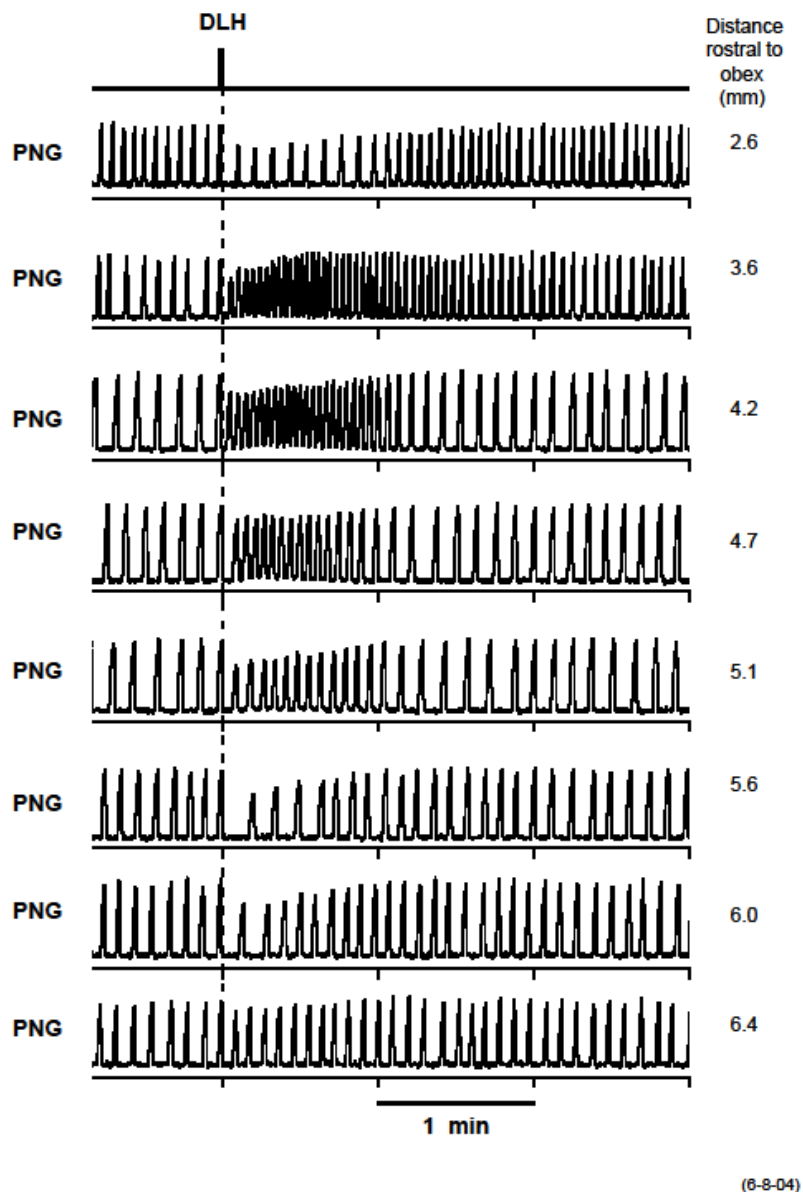 DLH
Distance
rostral to
obex
(mm)
PNG 2.6
PNG 3.6
PNG 4.2
PNG 4.7
PNG 5.1
PNG 5.6
PNG 6.0
PNG 6.4
1 min
(6-8-04)